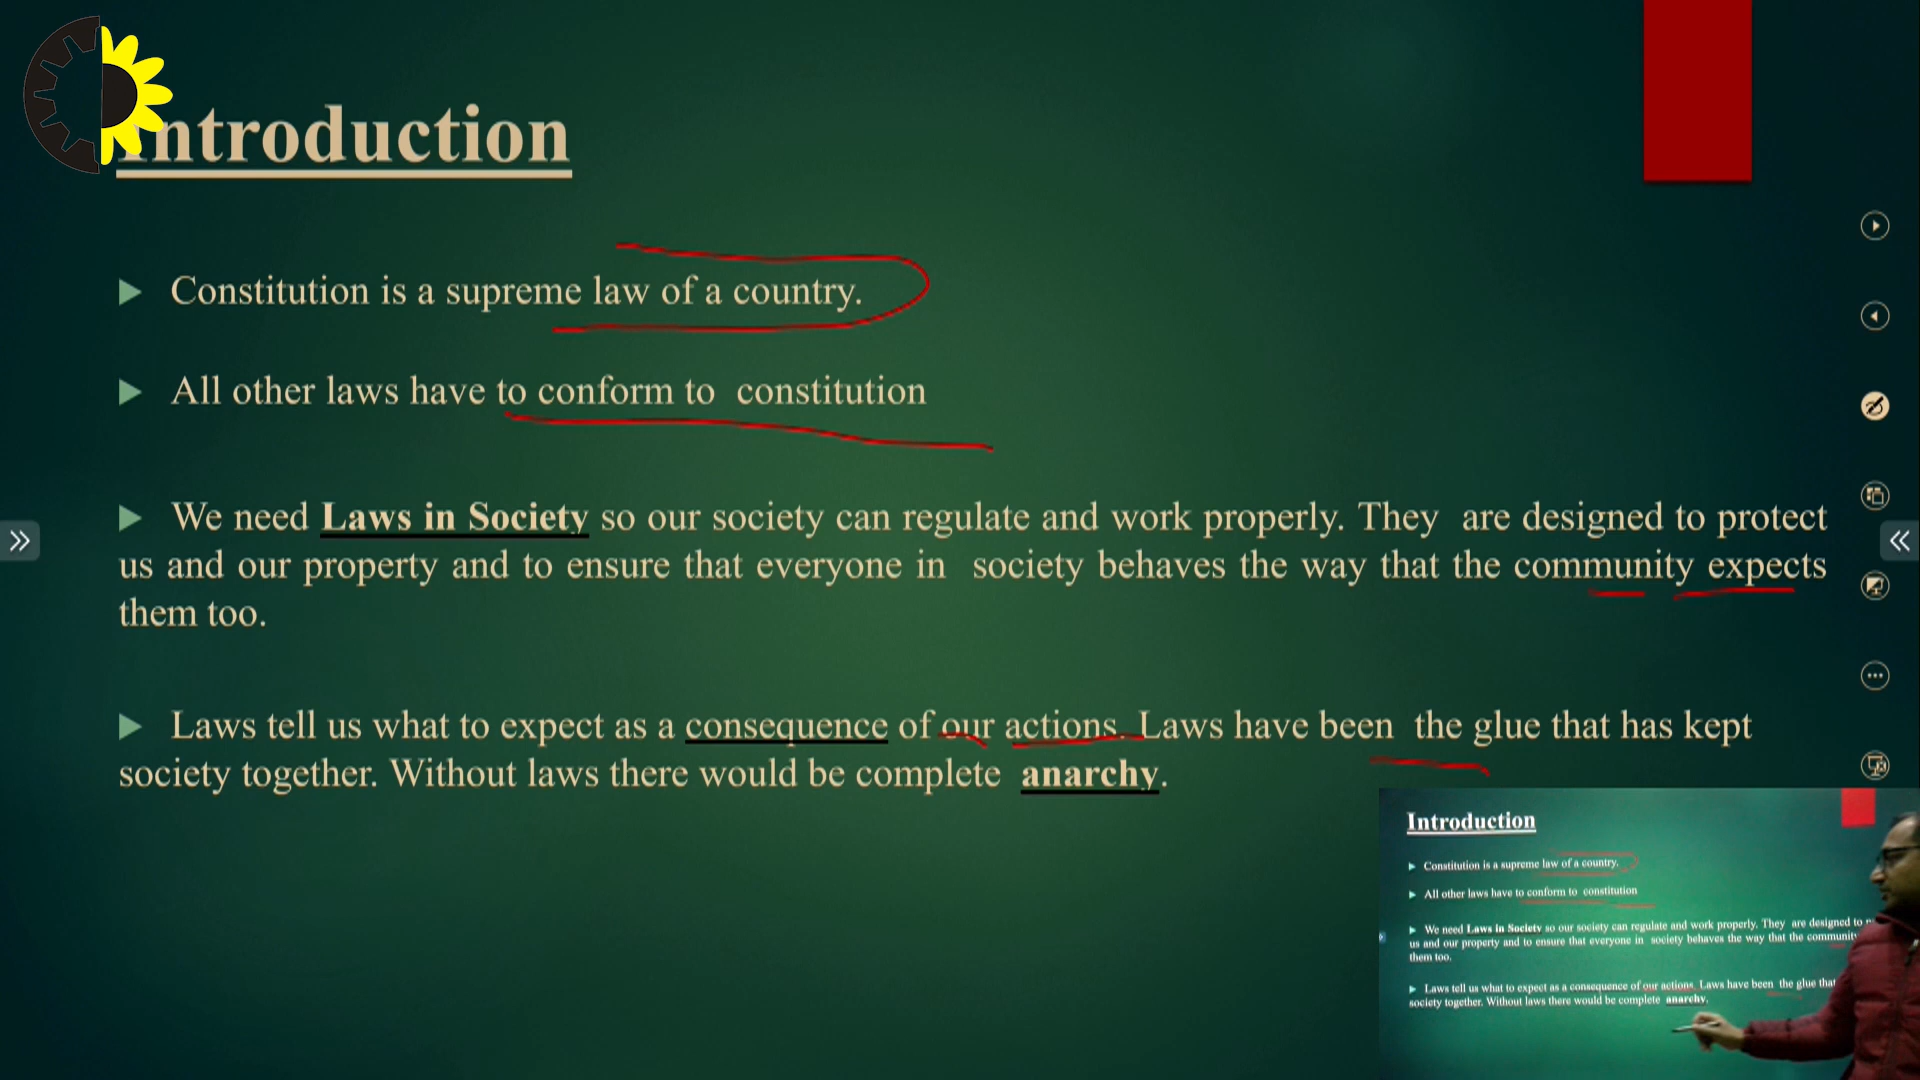 Introduction
Constitution is a supreme law of a country.
All other laws have to conform to constitution
We need Laws in Society so our society can regulate and work properly. They are designed to protect
us and our property and to ensure that everyone in society behaves the way that the community expects
them too.
Laws tell us what to expect as a consequence of our actions. Laws have been the glue that has kept
society together. Without laws there would be complete anarchy.
Introduction
Constitution is a supreme law of a country.
All other laws have to conform to constitution
We need Laws in Society so our society can regulate and work properly. They are designed to
us and our property and to ensure that everyone in society behaves the way that the community
them too.
Laws tell us what to expect as a consequence of our actions. Laws have been the glue that
society together. Without laws there would be complete anarchy.